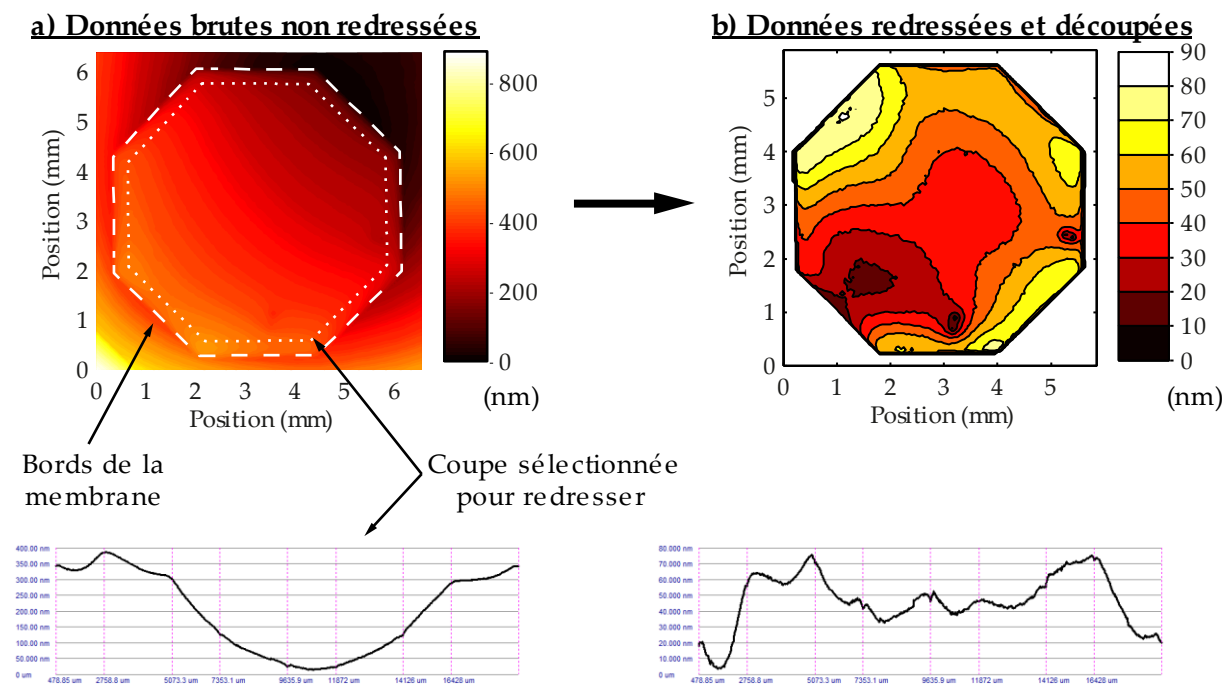 a) Données brutes non redressées
b) Données redressées et découpées
6
5
4
3
2
1
0
Position (mm)
0 1 2 3 4 5 6
Position (mm)
800
600
400
200
0
(nm)
5
4
3
2
1
0
Position (mm)
0 1 2 3 4 5
Position (mm)
90
80
70
60
50
40
30
20
10
0
(nm)
Bords de la
membrane
Coupe sélectionnée
pour redresser
400.00 nm
350.00 nm
300.00 nm
250.00 nm
200.00 nm
150.00 nm
100.00 nm
50.000 nm
0 um
478.85 um 2758.8 um 5073.3 um 7353.1 um 9635.9 um 11872 um 14126 um 16428 um
80.000 nm
70.000 nm
60.000 nm
50.000 nm
40.000 nm
30.000 nm
20.000 nm
10.000 nm
0 um
478.85 um 2758.8 um 5073.3 um 7353.1 um 9635.9 um 11872 um 14126 um 16428 um